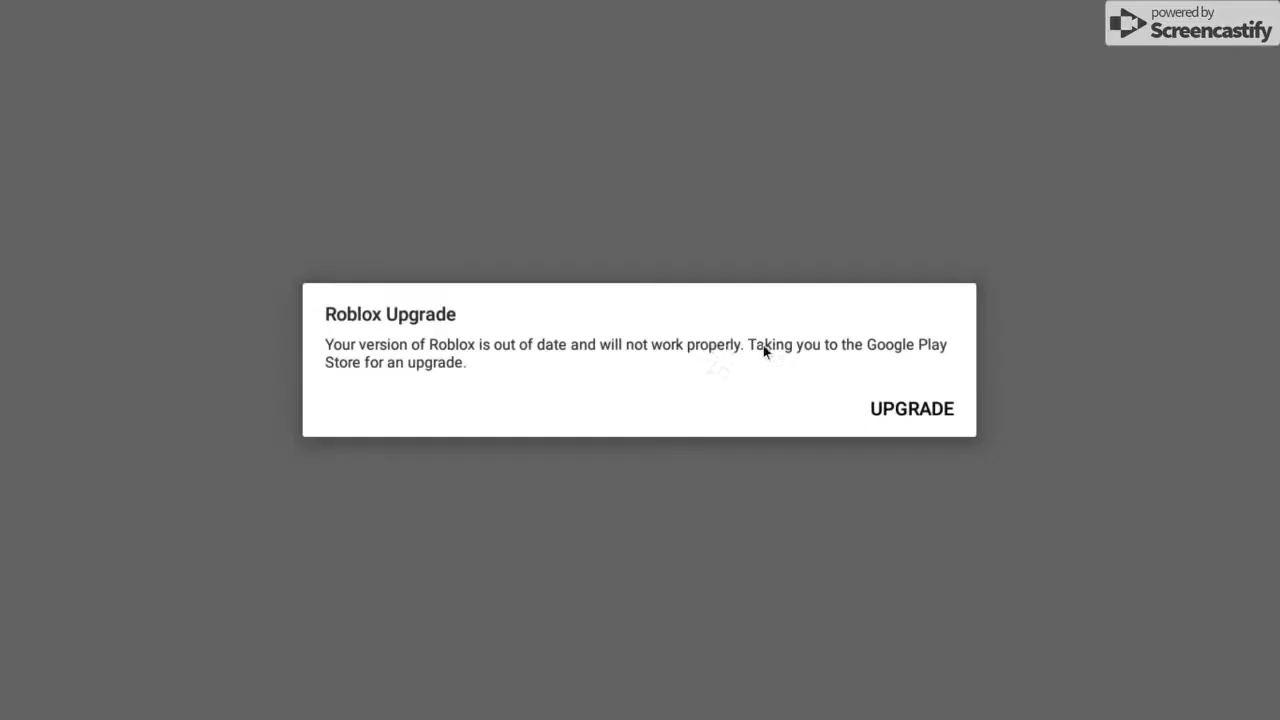 powered by
Screencastify
Roblox Upgrade
Your version of Roblox is out of date and will not work properly. Taking you to the Google Play
Store for an upgrade.
UPGRADE